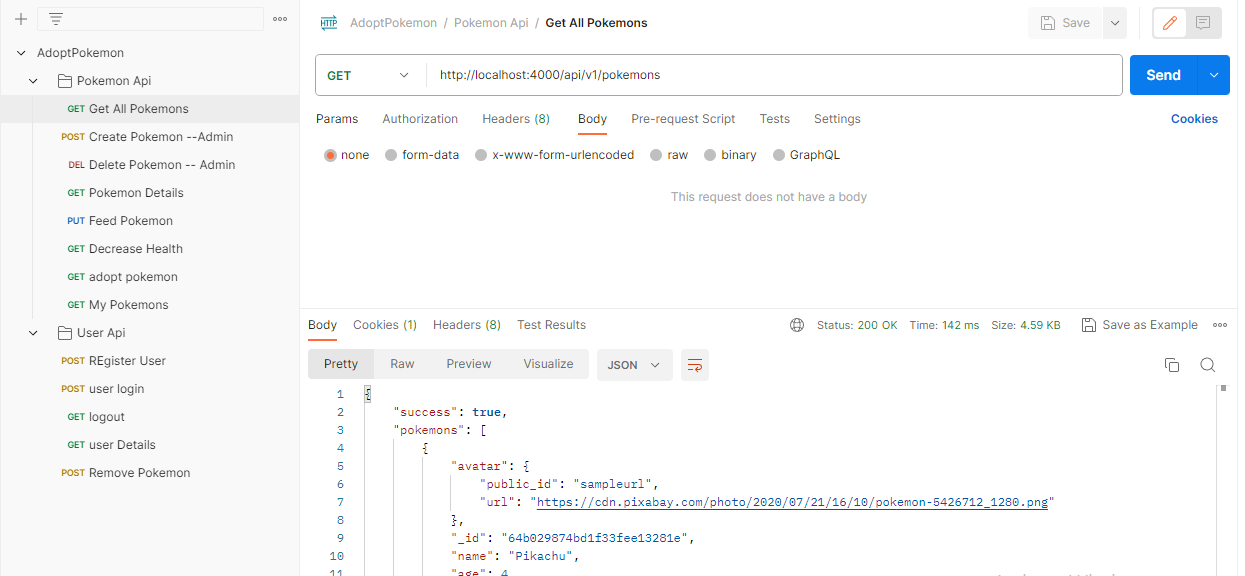 AdoptPokemon / Pokemon Api / Get All Pokemons
Save
AdoptPokemon
Pokemon Api
GET Get All Pokemons
POST Create Pokemon --Admin
DEL Delete Pokemon -- Admin
GET Pokemon Details
PUT Feed Pokemon
GET Decrease Health
GET adopt pokemon
GET My Pokemons
User Api
POST REgister User
POST user login
GET logout
GET user Details
POST Remove Pokemon
HTTP
GET http://localhost:4000/api/v1/pokemons Send
Params Authorization Headers (8) Body Pre-request Script Tests Settings Cookies
none form-data x-www-form-urlencoded raw binary GraphQL
This request does not have a body
Body Cookies (1) Headers (8) Test Results Status: 200 OK Time: 142 ms Size: 4.59 KB Save as Example
Pretty Raw Preview Visualize JSON
1 {
2 "success": true,
3 "pokemons": [
4 {
5 "avatar": {
6 "public_id": "sampleurl",
7 "url": "https://cdn.pixabay.com/photo/2020/07/21/16/10/pokemon-5426712_1280.png"
8 },
9 "_id": "64b029874bd1f33fee13281e",
10 "name": "Pikachu",
11 "age": 4